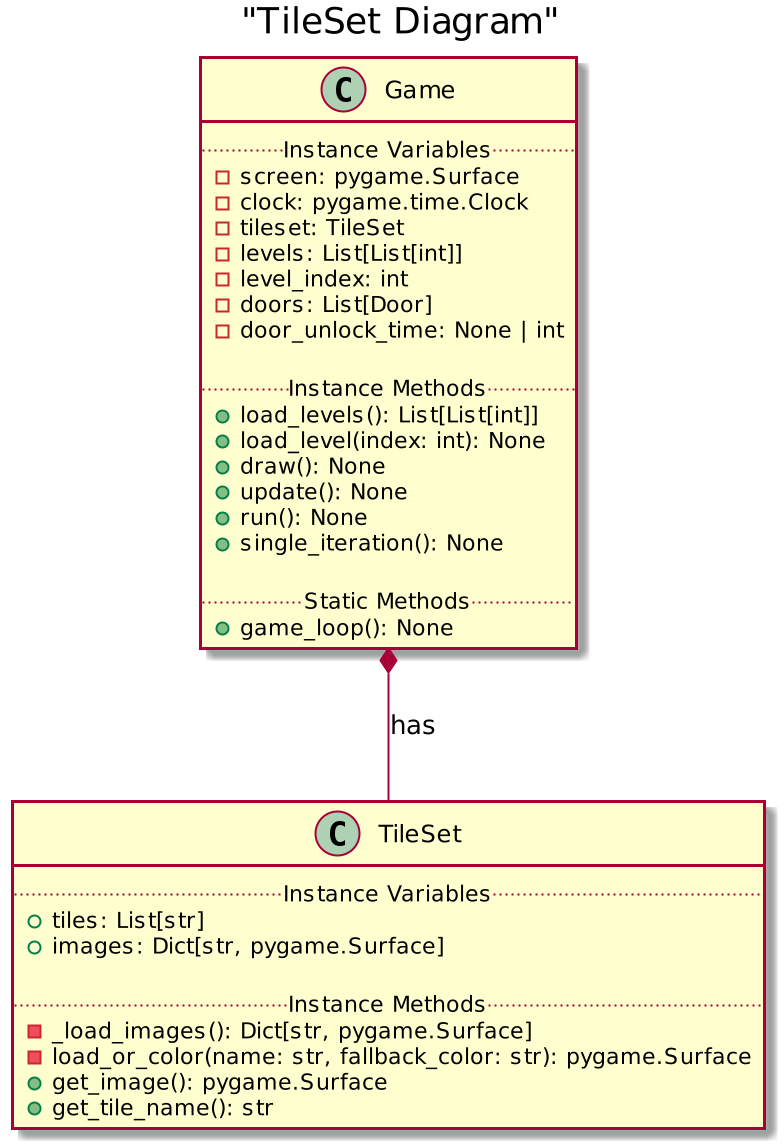 "TileSet Diagram"
C Game
Instance Variables
screen: pygame.Surface
clock: pygame.time.Clock
tileset: TileSet
levels: List[List[int]]
level_index: int
doors: List[Door]
door_unlock_time: None | int
Instance Methods
load_levels(): List[List[int]]
load_level(index: int): None
draw(): None
update(): None
run(): None
single_iteration(): None
Static Methods
game_loop(): None
has
C TileSet
Instance Variables
tiles: List[str]
images: Dict[str, pygame.Surface]
Instance Methods
_load_images(): Dict[str, pygame.Surface]
load_or_color(name: str, fallback_color: str): pygame.Surface
get_image(): pygame.Surface
get_tile_name(): str